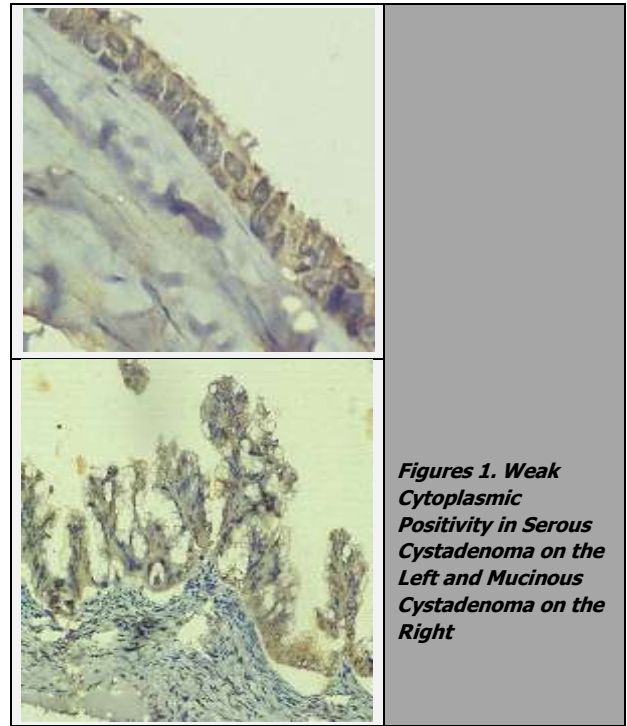 Figures 1. Weak
Cytoplasmic
Positivity in Serous
Cystadenoma on the
Left and Mucinous
Cystadenoma on the
Right